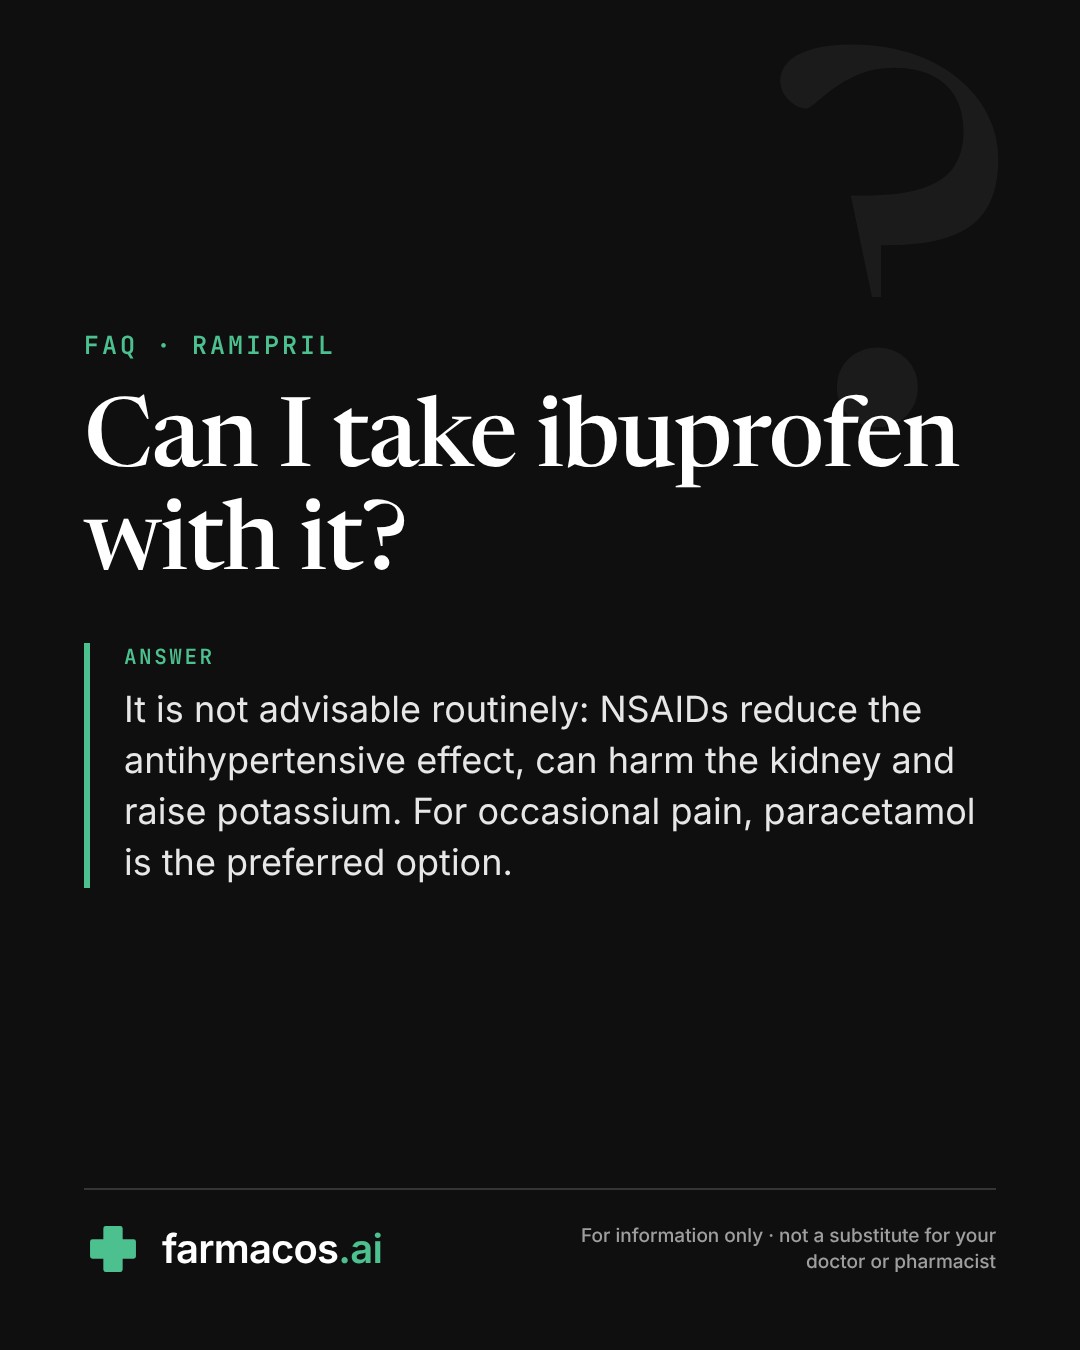 FAQ · RAMIPRIL
Can I take ibuprofen
with it?
ANSWER
It is not advisable routinely: NSAIDs reduce the
antihypertensive effect, can harm the kidney and
raise potassium. For occasional pain, paracetamol
is the preferred option.
farmacos.ai
For information only · not a substitute for your
doctor or pharmacist